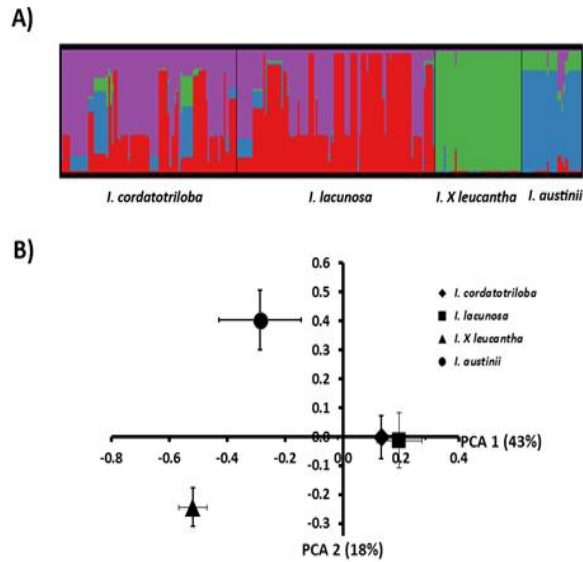 A)
I. cordatotriloba I. lacunosa I. X leucantha I. austinii
B)
0.6
0.5
0.4
0.3
0.2
0.1
0.0
-0.1
-0.2
-0.3
-0.8 -0.6 -0.4 -0.2 0.0 0.2 0.4
I. cordatotriloba
I. lacunosa
I. X leucantha
I. austinii
PCA 1 (43%)
PCA 2 (18%)